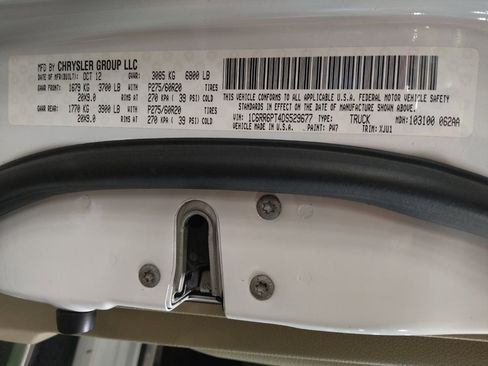 MFD BY CHRYSLER GROUP LLC
DATE OF MFR(BUILT): OCT 12 GVWR: 3085 KG 6800 LB
GAWR FRONT: 1679 KG 3700 LB WITH P275/60R20 TIRES
20X9.0 RIMS AT 270 KPA ( 39 PSI) COLD
GAWR REAR: 1770 KG 3900 LB WITH P275/60R20 TIRES
20X9.0 RIMS AT 270 KPA ( 39 PSI) COLD
THIS VEHICLE CONFORMS TO ALL APPLICABLE U.S.A. FEDERAL MOTOR VEHICLE SAFETY
STANDARDS IN EFFECT ON THE DATE OF MANUFACTURE SHOWN ABOVE.
VIN: 1C6RR6PT4DS529677 TYPE: TRUCK MDH: 103100 062AA
VEHICLE MADE IN U.S.A. PAINT: PW7 TRIM: XJU1